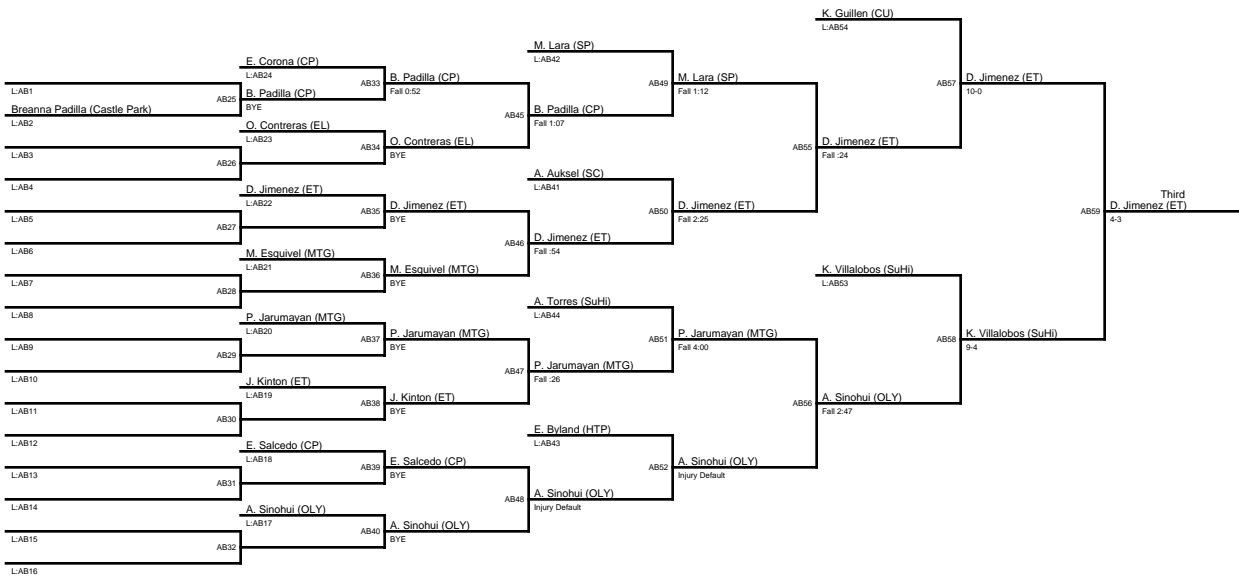 K. Guillen (CU)
L:AB54
M. Lara (SP)
L:AB42
E. Corona (CP)
L:AB24
AB33
B. Padilla (CP)
Fall 0:52
AB49
M. Lara (SP)
Fall 1:12
AB57
D. Jimenez (ET)
10-0
L:AB1
AB25
B. Padilla (CP)
BYE
Breanna Padilla (Castle Park)
L:AB2
AB45
B. Padilla (CP)
Fall 1:07
O. Contreras (EL)
L:AB23
L:AB3
AB34
O. Contreras (EL)
BYE
AB55
D. Jimenez (ET)
Fall :24
AB26
L:AB4
A. Auksel (SC)
L:AB41
D. Jimenez (ET)
L:AB22
L:AB5
AB35
D. Jimenez (ET)
BYE
AB50
D. Jimenez (ET)
Fall 2:25
AB59
Third
D. Jimenez (ET)
4-3
AB27
L:AB6
AB46
D. Jimenez (ET)
Fall :54
M. Esquivel (MTG)
L:AB21
L:AB7
AB36
M. Esquivel (MTG)
BYE
K. Villalobos (SuHi)
L:AB53
AB28
L:AB8
A. Torres (SuHi)
L:AB44
P. Jarumayan (MTG)
L:AB20
L:AB9
AB37
P. Jarumayan (MTG)
BYE
AB51
P. Jarumayan (MTG)
Fall 4:00
AB58
K. Villalobos (SuHi)
9-4
AB29
L:AB10
AB47
P. Jarumayan (MTG)
Fall :26
J. Kinton (ET)
L:AB19
L:AB11
AB38
J. Kinton (ET)
BYE
AB56
A. Sinohui (OLY)
Fall 2:47
AB30
L:AB12
E. Byland (HTP)
L:AB43
E. Salcedo (CP)
L:AB18
L:AB13
AB39
E. Salcedo (CP)
BYE
AB52
A. Sinohui (OLY)
Injury Default
AB31
L:AB14
AB48
A. Sinohui (OLY)
Injury Default
A. Sinohui (OLY)
L:AB17
L:AB15
AB40
A. Sinohui (OLY)
BYE
AB32
L:AB16